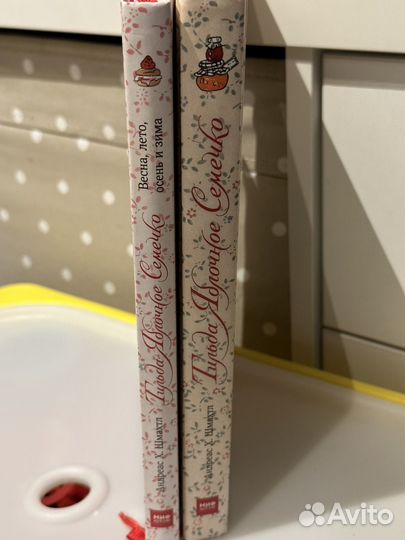 Андреас Х. Шмахтл
Тильда Яблочное Семечко
Весна, лето,
осень и зима
МИФ
Андреас Х. Шмахтл
Тильда Яблочное Семечко
МИФ
Avito